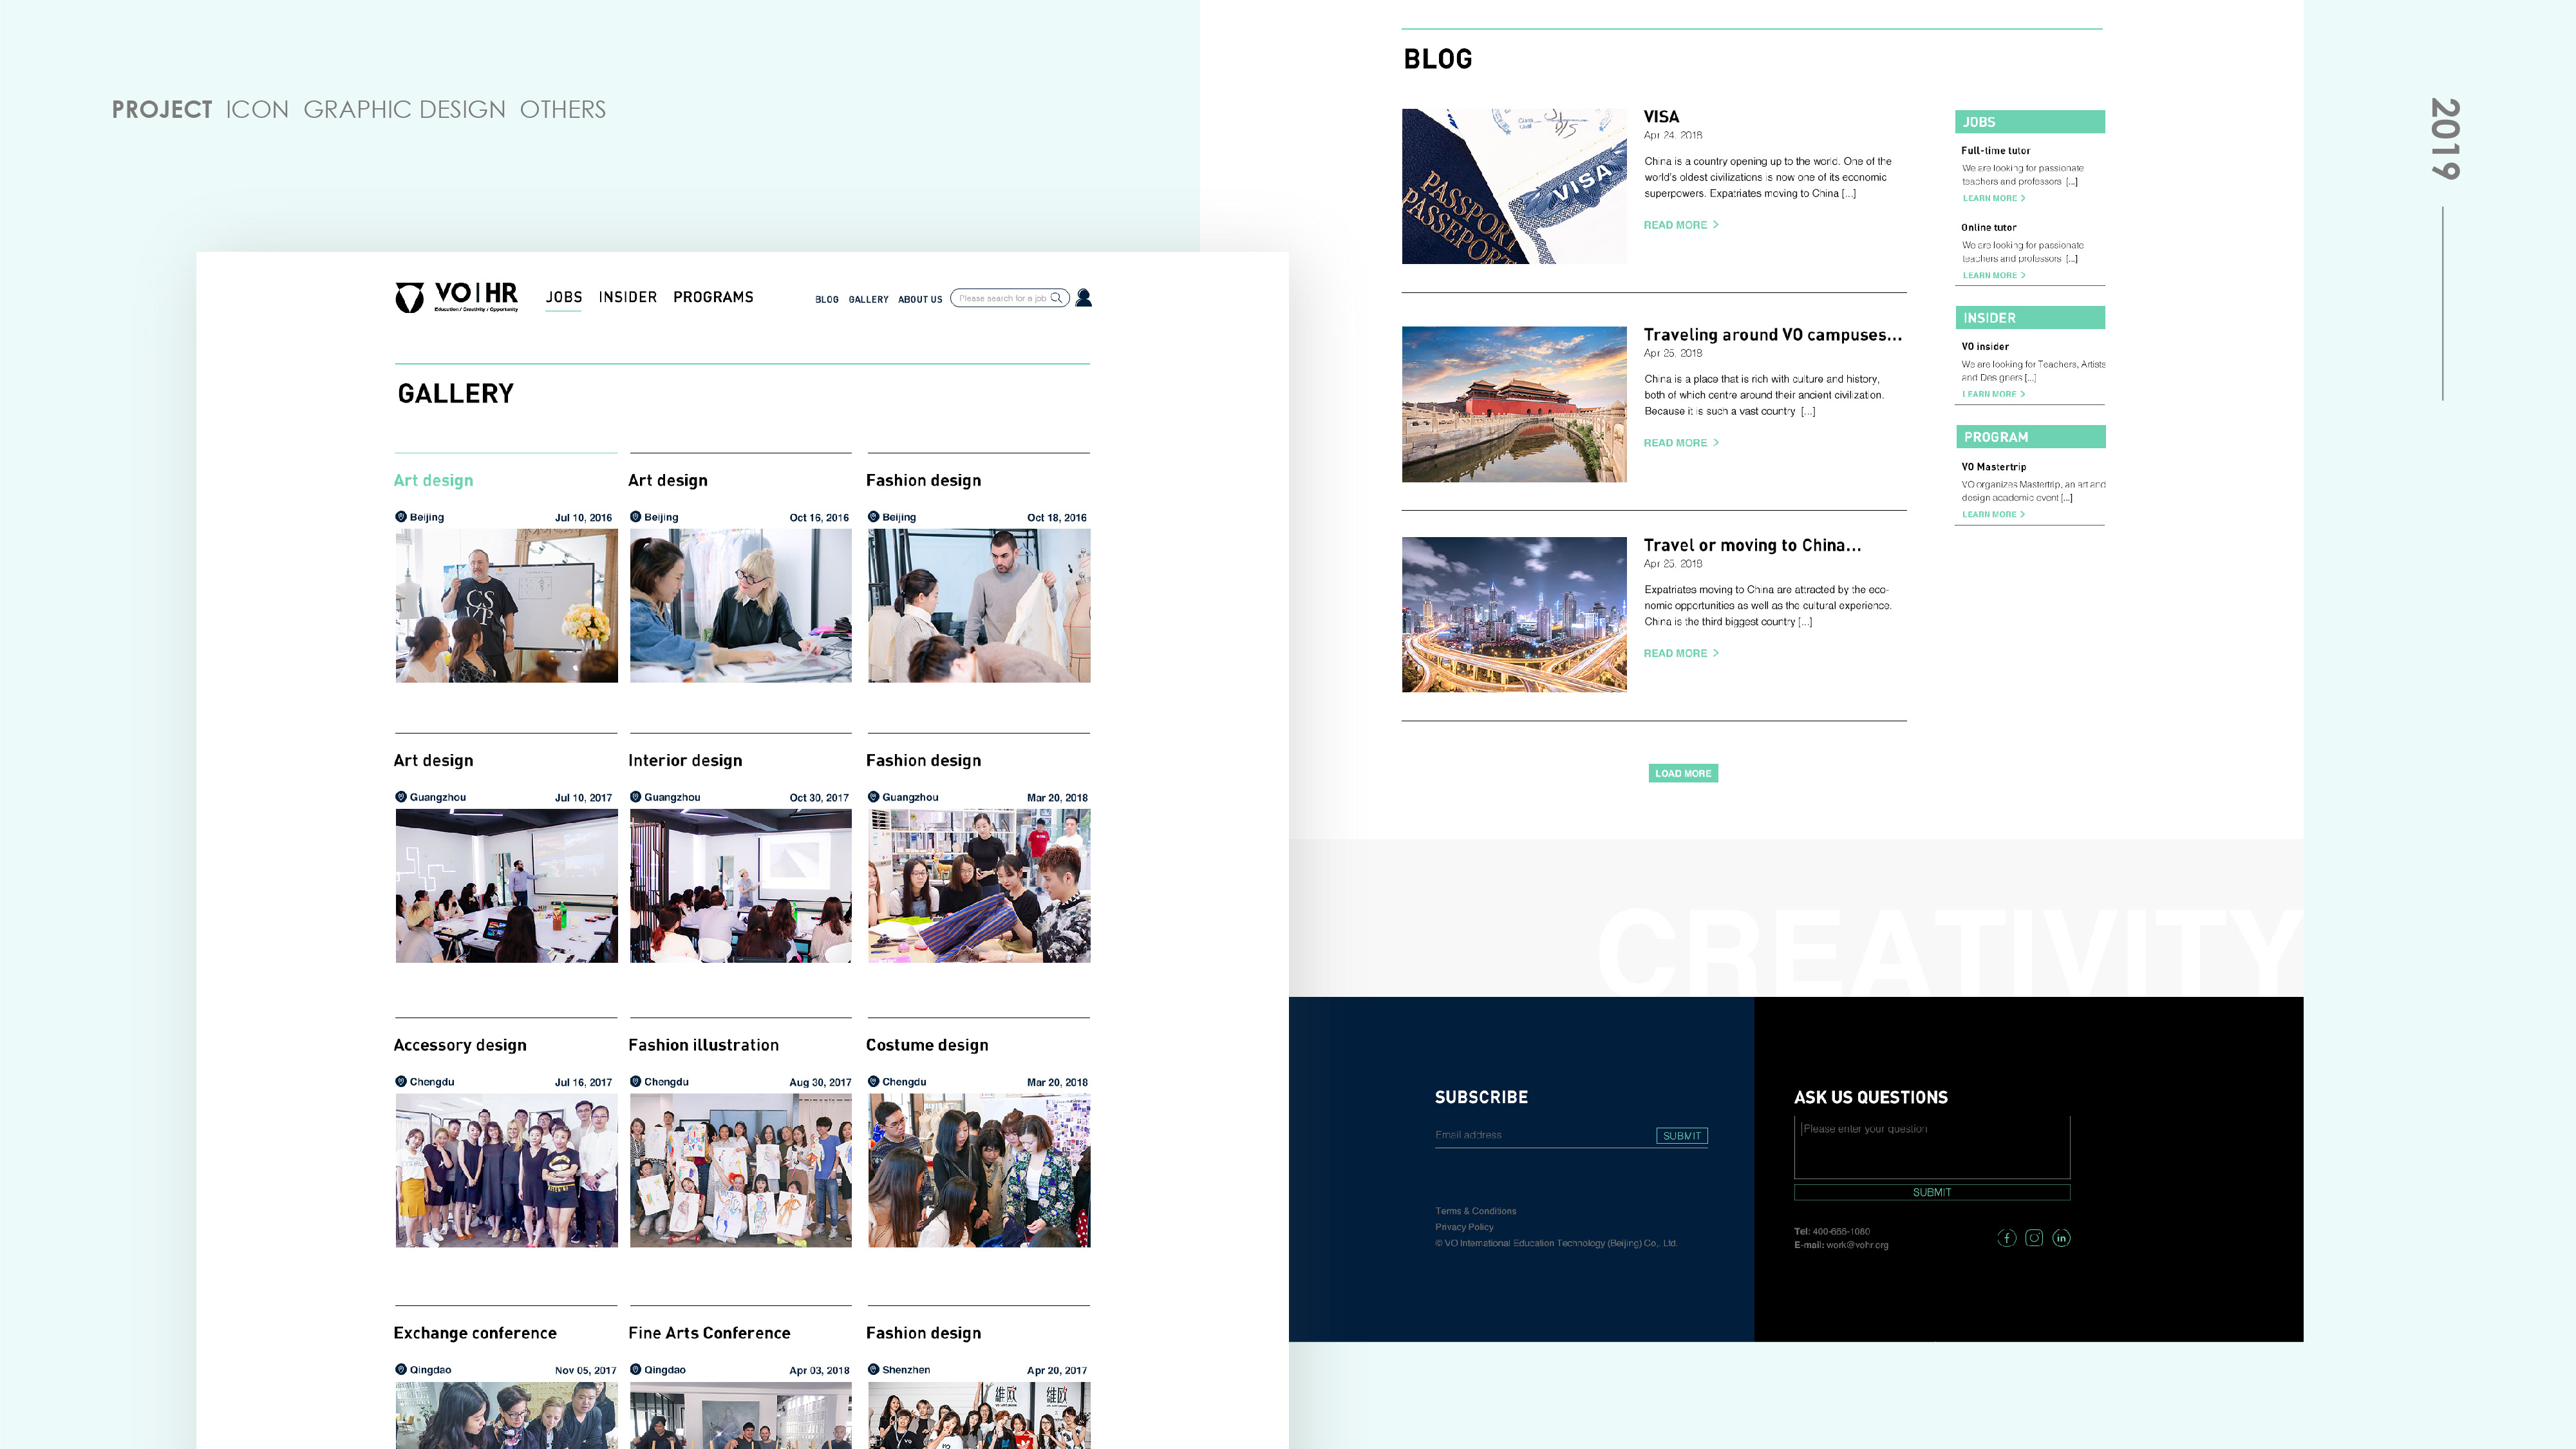 PROJECT ICON GRAPHIC DESIGN OTHERS
2019
VO|HR
Education / Creativity / Opportunity
JOBS INSIDER PROGRAMS
BLOG GALLERY ABOUT US
Please search for a job
GALLERY
Art design
Beijing Jul 10, 2016
Art design
Beijing Oct 16, 2016
Fashion design
Beijing Oct 18, 2016
CS
VP
Art design
Guangzhou Jul 10, 2017
Interior design
Guangzhou Oct 30, 2017
Fashion design
Guangzhou Mar 20, 2018
Accessory design
Chengdu Jul 16, 2017
Fashion illustration
Chengdu Aug 30, 2017
Costume design
Chengdu Mar 20, 2018
Exchange conference
Qingdao Nov 05, 2017
Fine Arts Conference
Qingdao Apr 03, 2018
Fashion design
Shenzhen Apr 20, 2017
維欧 維欧
BLOG
PASSPORT
PASSEPORT
VISA
VISA
Apr 24, 2018
China is a country opening up to the world. One of the
world's oldest civilizations is now one of its economic
superpowers. Expatriates moving to China [...]
READ MORE >
Traveling around VO campuses...
Apr 25, 2018
China is a place that is rich with culture and history,
both of which centre around their ancient civilization.
Because it is such a vast country [...]
READ MORE >
Travel or moving to China...
Apr 25, 2018
Expatriates moving to China are attracted by the eco-
nomic opportunities as well as the cultural experience.
China is the third biggest country [...]
READ MORE >
LOAD MORE
JOBS
Full-time tutor
We are looking for passionate
teachers and professors [...]
LEARN MORE >
Online tutor
We are looking for passionate
teachers and professors [...]
LEARN MORE >
INSIDER
VO insider
We are looking for Teachers, Artists
and Des gners [...]
LEARN MORE >
PROGRAM
VO Mastertrip
VO organizes Mastertrip, an art and
design academic event [...]
LEARN MORE >
CREATIVITY
SUBSCRIBE
Email address
SUBMIT
Terms & Conditions
Privacy Policy
© VO International Education Technology (Beijing) Co,. Ltd.
ASK US QUESTIONS
Please enter your question
SUBMIT
Tel: 400-666-1080
E-mail: work@vohr.org